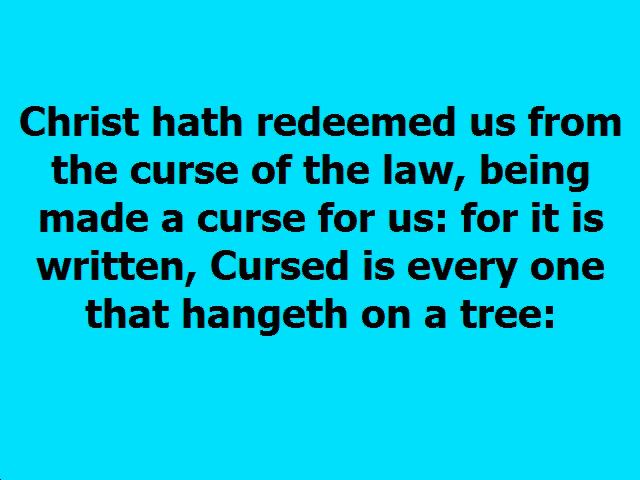 Christ hath redeemed us from
the curse of the law, being
made a curse for us: for it is
written, Cursed is every one
that hangeth on a tree: